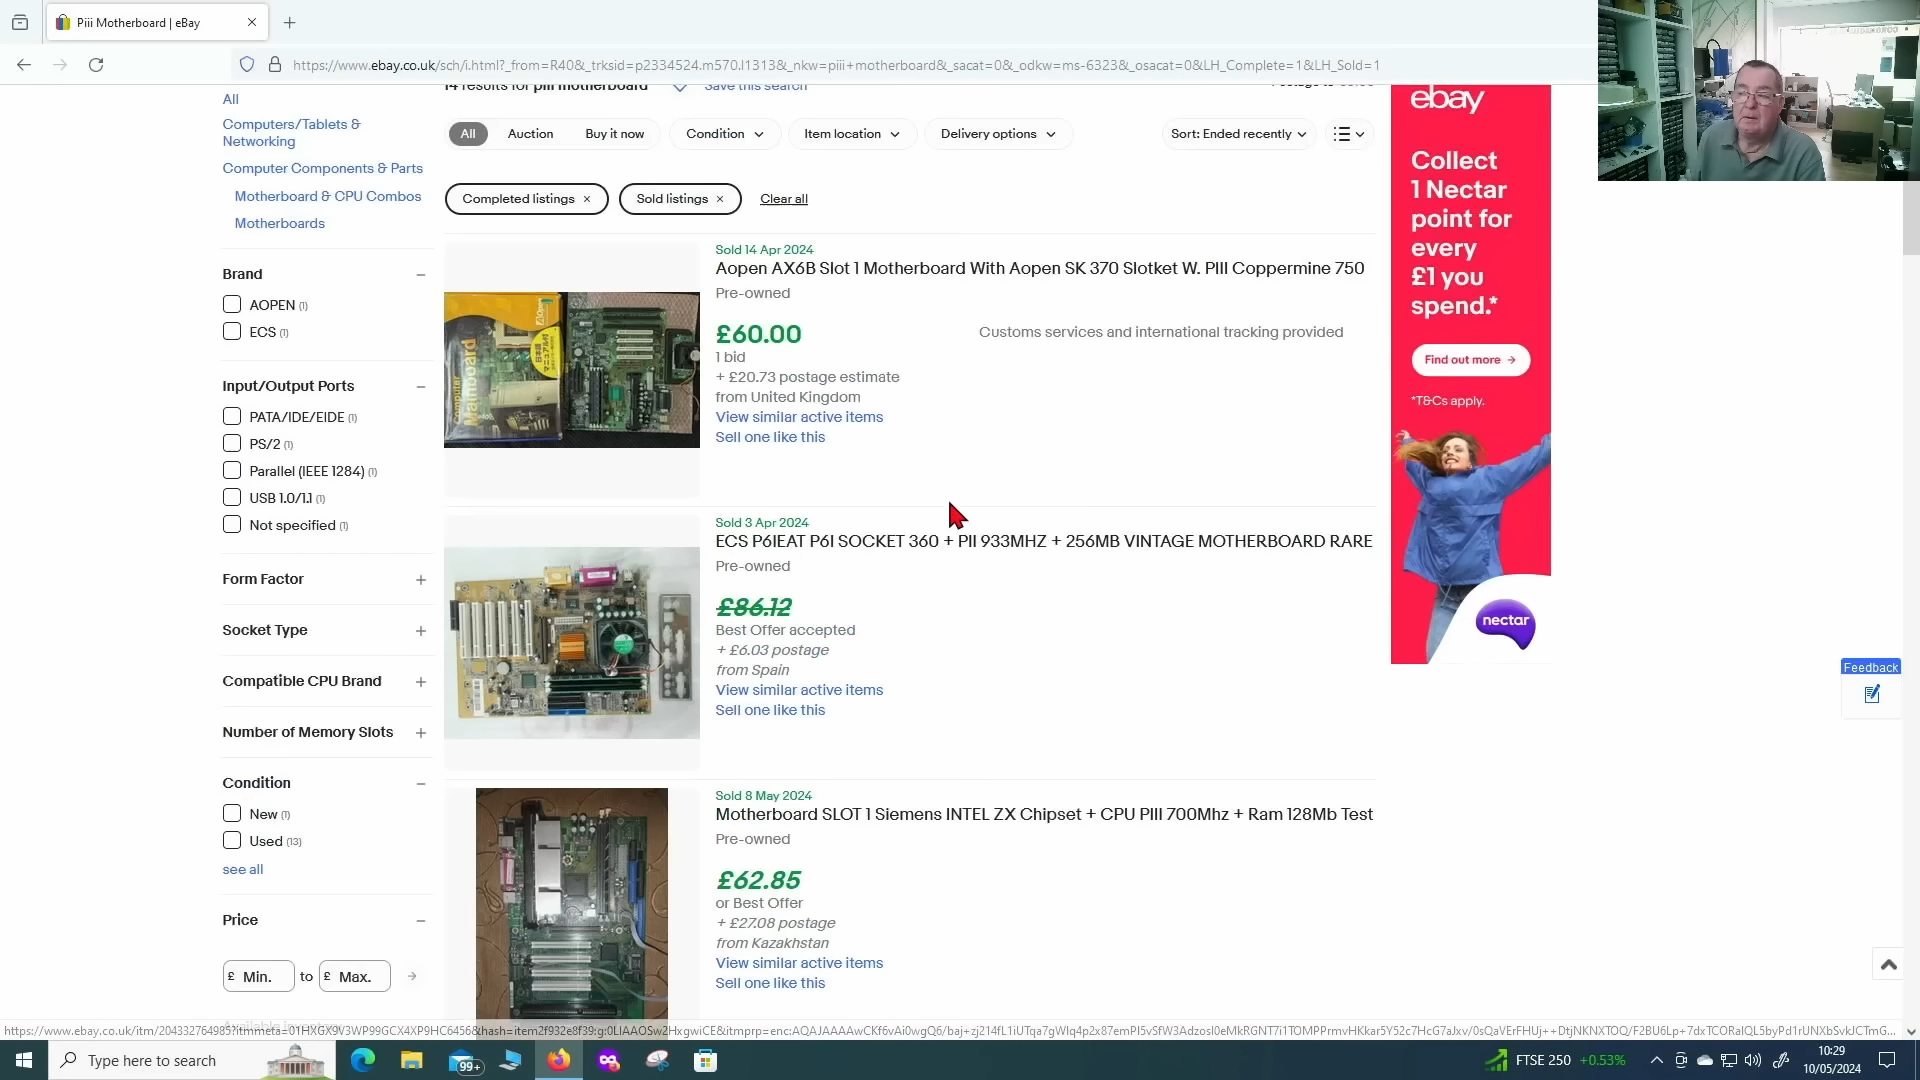 Piii Motherboard | eBay
https://www.ebay.co.uk/sch/i.html?_from=R40&_trksid=p2334524.m570.l1313&_nkw=piii+motherboard&_sacat=0&_odkw=ms-6323&_osacat=0&LH_Complete=1&LH_Sold=1
14 results for piii motherboard
Save this search
All
Computers/Tablets &
Networking
Computer Components & Parts
Motherboard & CPU Combos
Motherboards
Brand
AOPEN (1)
ECS (1)
Input/Output Ports
PATA/IDE/EIDE (1)
PS/2 (1)
Parallel (IEEE 1284) (1)
USB 1.0/1.1 (1)
Not specified (1)
Form Factor
Socket Type
Compatible CPU Brand
Number of Memory Slots
Condition
New (1)
Used (13)
see all
Price
£ Min. to £ Max.
All Auction Buy it now Condition Item location Delivery options Sort: Ended recently
Completed listings × Sold listings × Clear all
Sold 14 Apr 2024
Aopen AX6B Slot 1 Motherboard With Aopen SK 370 Slotket W. PIII Coppermine 750
Pre-owned
£60.00
Customs services and international tracking provided
1 bid
+ £20.73 postage estimate
from United Kingdom
View similar active items
Sell one like this
Sold 3 Apr 2024
ECS P6IEAT P6I SOCKET 360 + PII 933MHZ + 256MB VINTAGE MOTHERBOARD RARE
Pre-owned
£86.12
Best Offer accepted
+ £6.03 postage
from Spain
View similar active items
Sell one like this
Sold 8 May 2024
Motherboard SLOT 1 Siemens INTEL ZX Chipset + CPU PIII 700Mhz + Ram 128Mb Test
Pre-owned
£62.85
or Best Offer
+ £27.08 postage
from Kazakhstan
View similar active items
Sell one like this
ebay
Collect
1 Nectar
point for
every
£1 you
spend.*
Find out more
*T&Cs apply.
nectar
Feedback
Type here to search
99+
FTSE 250 +0.53%
10:29
10/05/2024